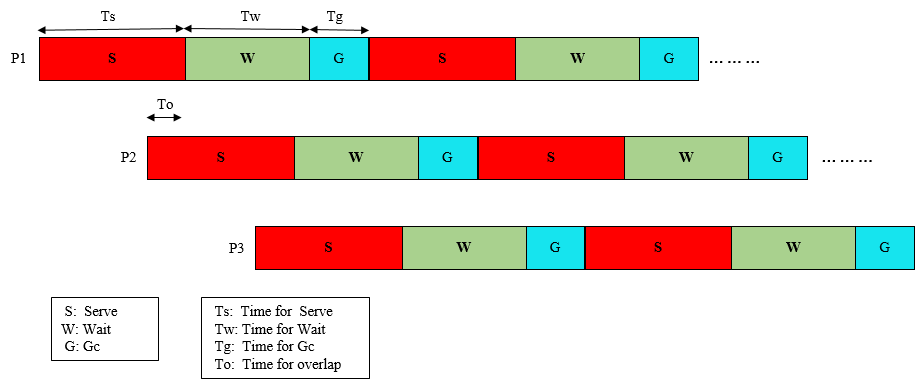 Ts Tw Tg
P1 S W G S W G ... ... ...
To
P2 S W G S W G ... ... ...
P3 S W G S W G
S: Serve
W: Wait
G: Gc
Ts: Time for Serve
Tw: Time for Wait
Tg: Time for Gc
To: Time for overlap